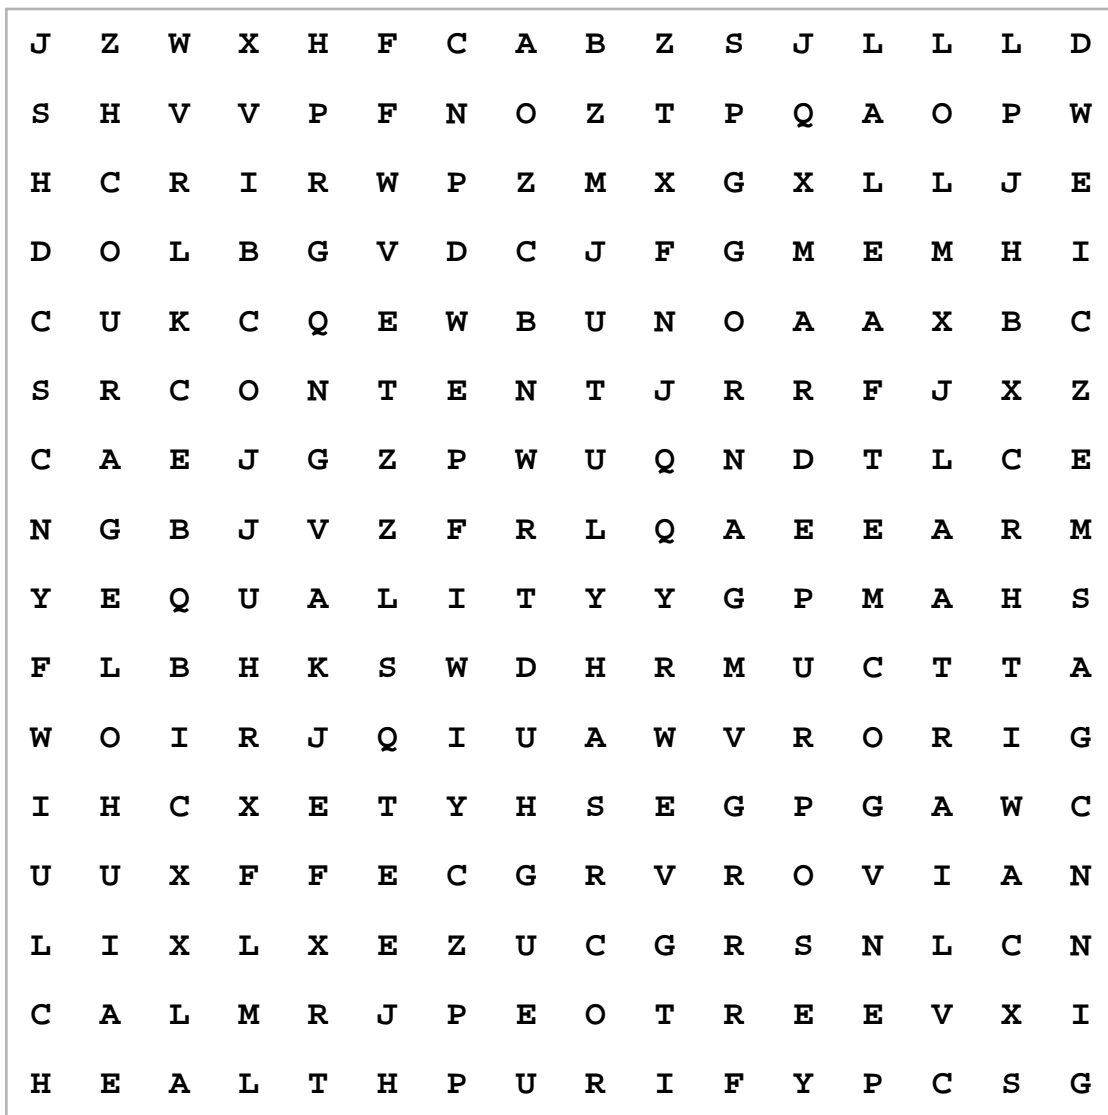 J Z W X H F C A B Z S J L L L D
S H V V P F N O Z T P Q A O P W
H C R I R W P Z M X G X L L J E
D O L B G V D C J F G M E M H I
C U K C Q E W B U N O A A X B C
S R C O N T E N T J R R F J X Z
C A E J G Z P W U Q N D T L C E
N G B J V Z F R L Q A E E A R M
Y E Q U A L I T Y Y G P M A H S
F L B H K S W D H R M U C T T A
W O I R J Q I U A W V R O R I G
I H C X E T Y H S E G P G A W C
U U X F F E C G R V R O V I A N
L I X L X E Z U C G R S N L C N
C A L M R J P E O T R E E V X I
H E A L T H P U R I F Y P C S G